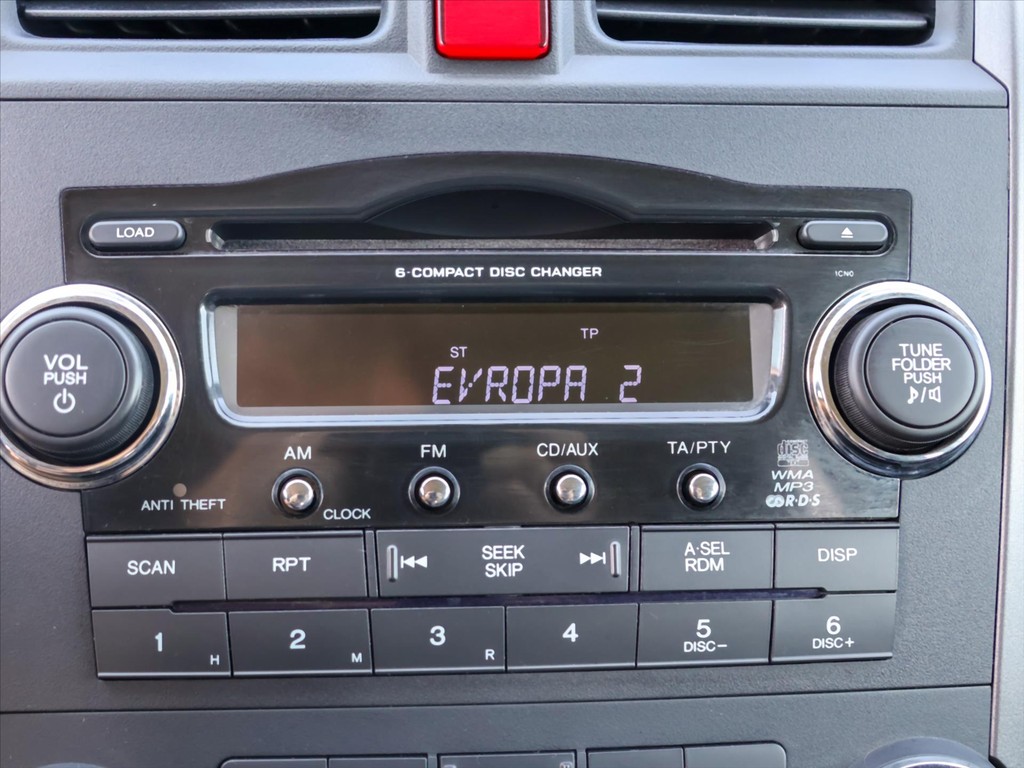 LOAD
6-COMPACT DISC CHANGER
1CN0
TP
ST
EVROPA 2
VOL
PUSH
TUNE
FOLDER
PUSH
AM
FM
CD/AUX
TA/PTY
disc
WMA
MP3
R·D·S
ANTI THEFT
CLOCK
SCAN
RPT
SEEK
SKIP
A·SEL
RDM
DISP
1
H
2
M
3
R
4
5
DISC−
6
DISC+